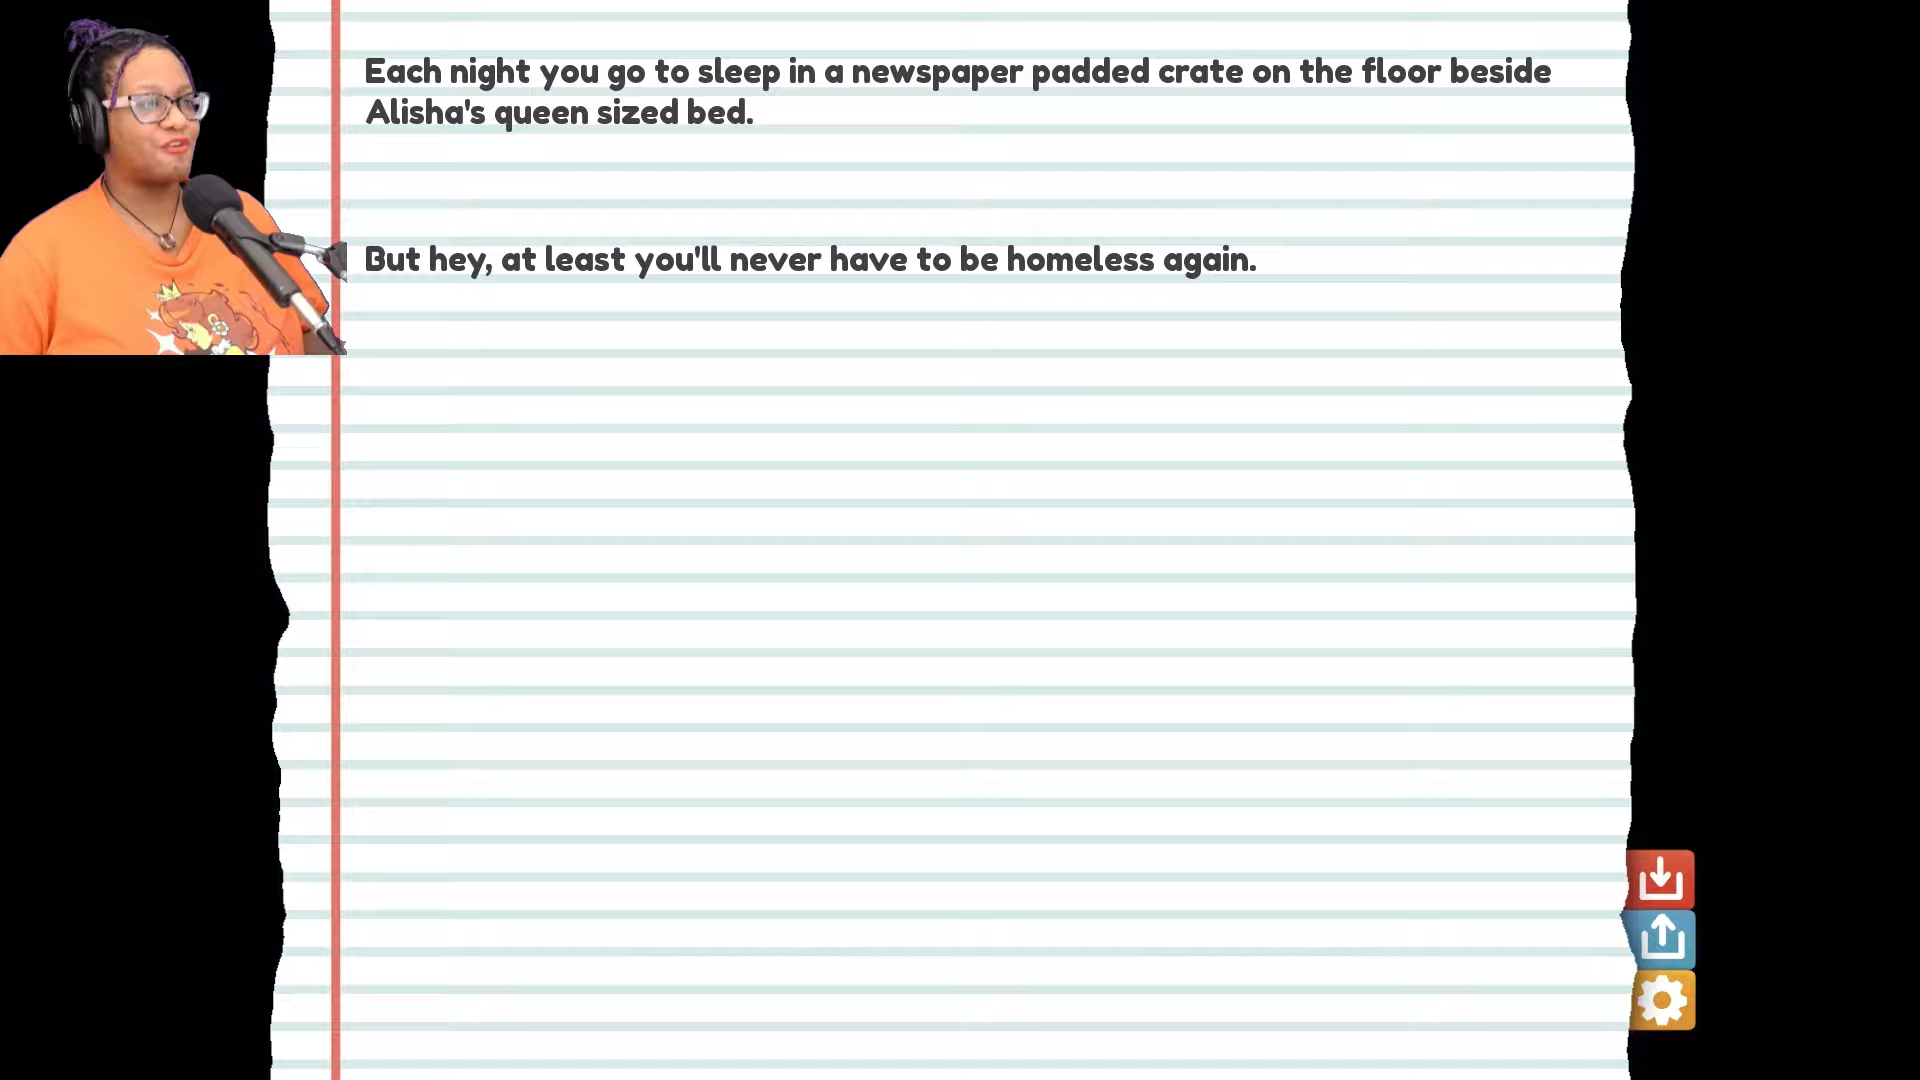 Each night you go to sleep in a newspaper padded crate on the floor beside
Alisha's queen sized bed.
But hey, at least you'll never have to be homeless again.